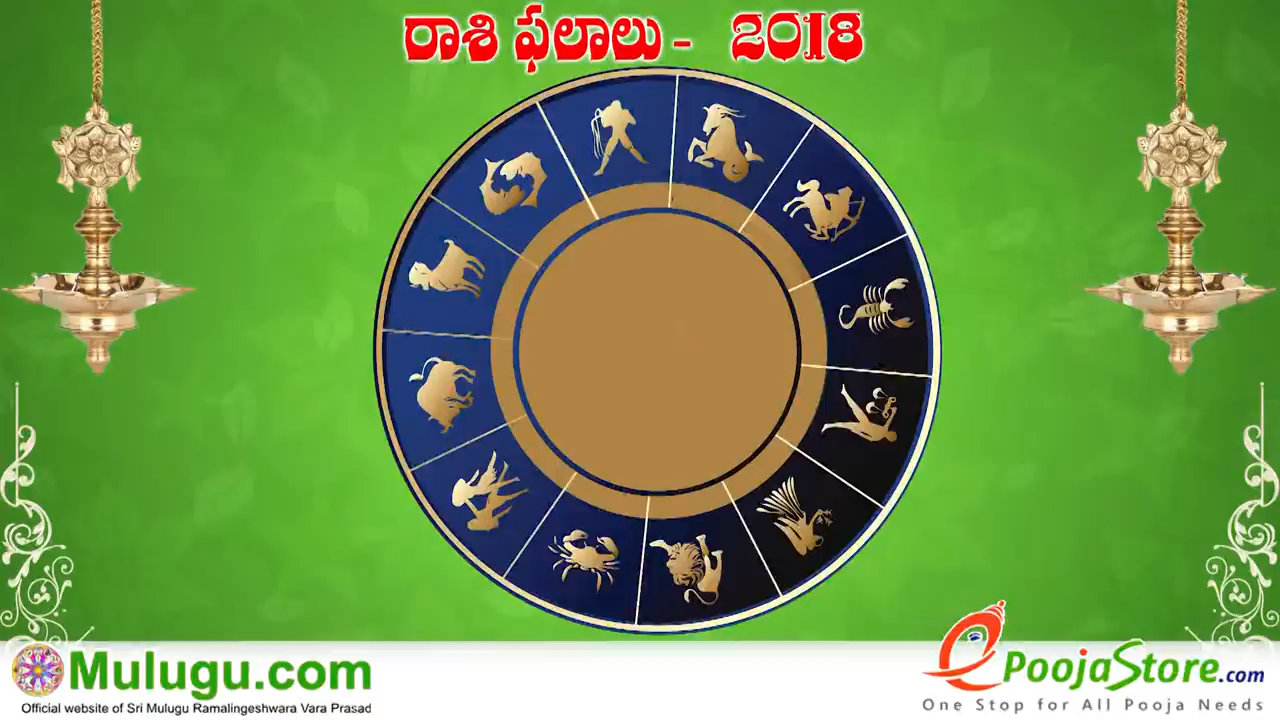 రాశి ఫలాలు - 2018
Mulugu.com
Official website of Sri Mulugu Ramalingeshwara Vara Prasad
ePoojaStore.com
One Stop for All Pooja Needs